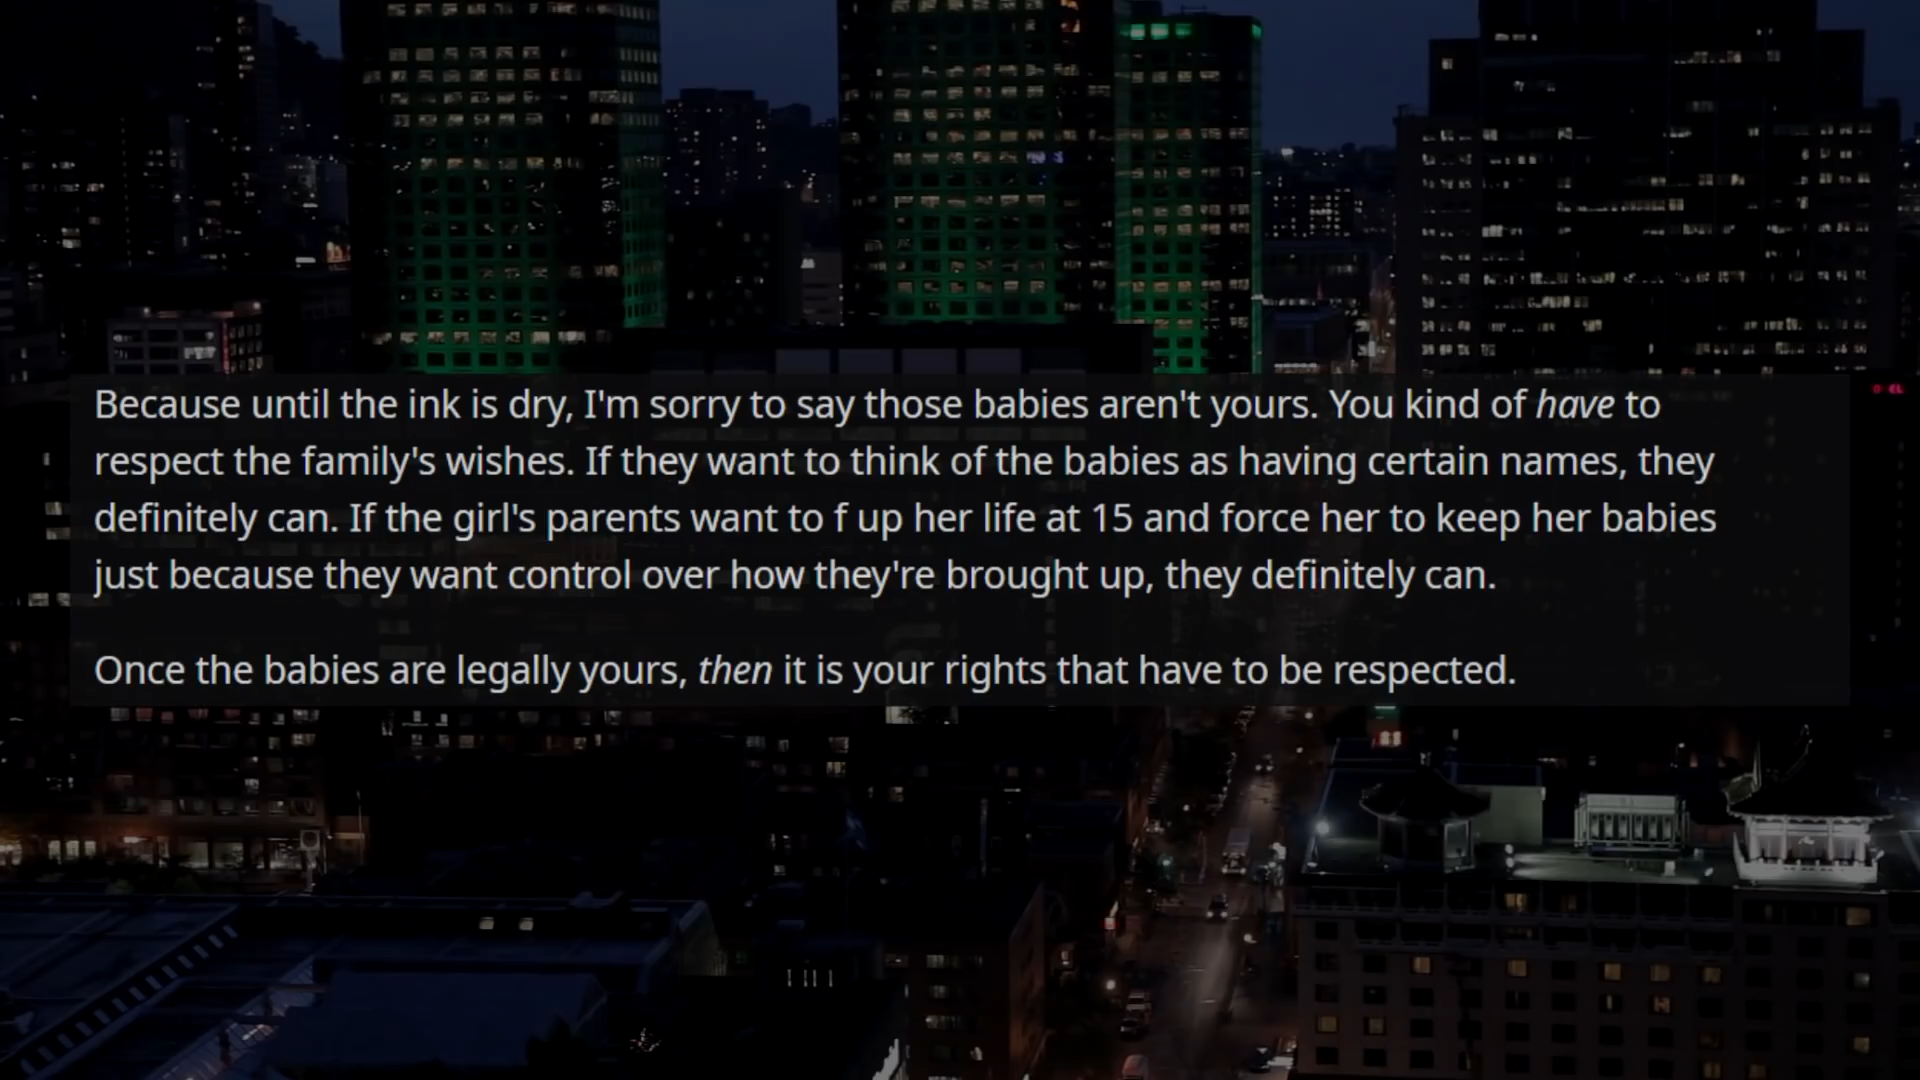 Because until the ink is dry, I'm sorry to say those babies aren't yours. You kind of have to
respect the family's wishes. If they want to think of the babies as having certain names, they
definitely can. If the girl's parents want to f up her life at 15 and force her to keep her babies
just because they want control over how they're brought up, they definitely can.
Once the babies are legally yours, then it is your rights that have to be respected.